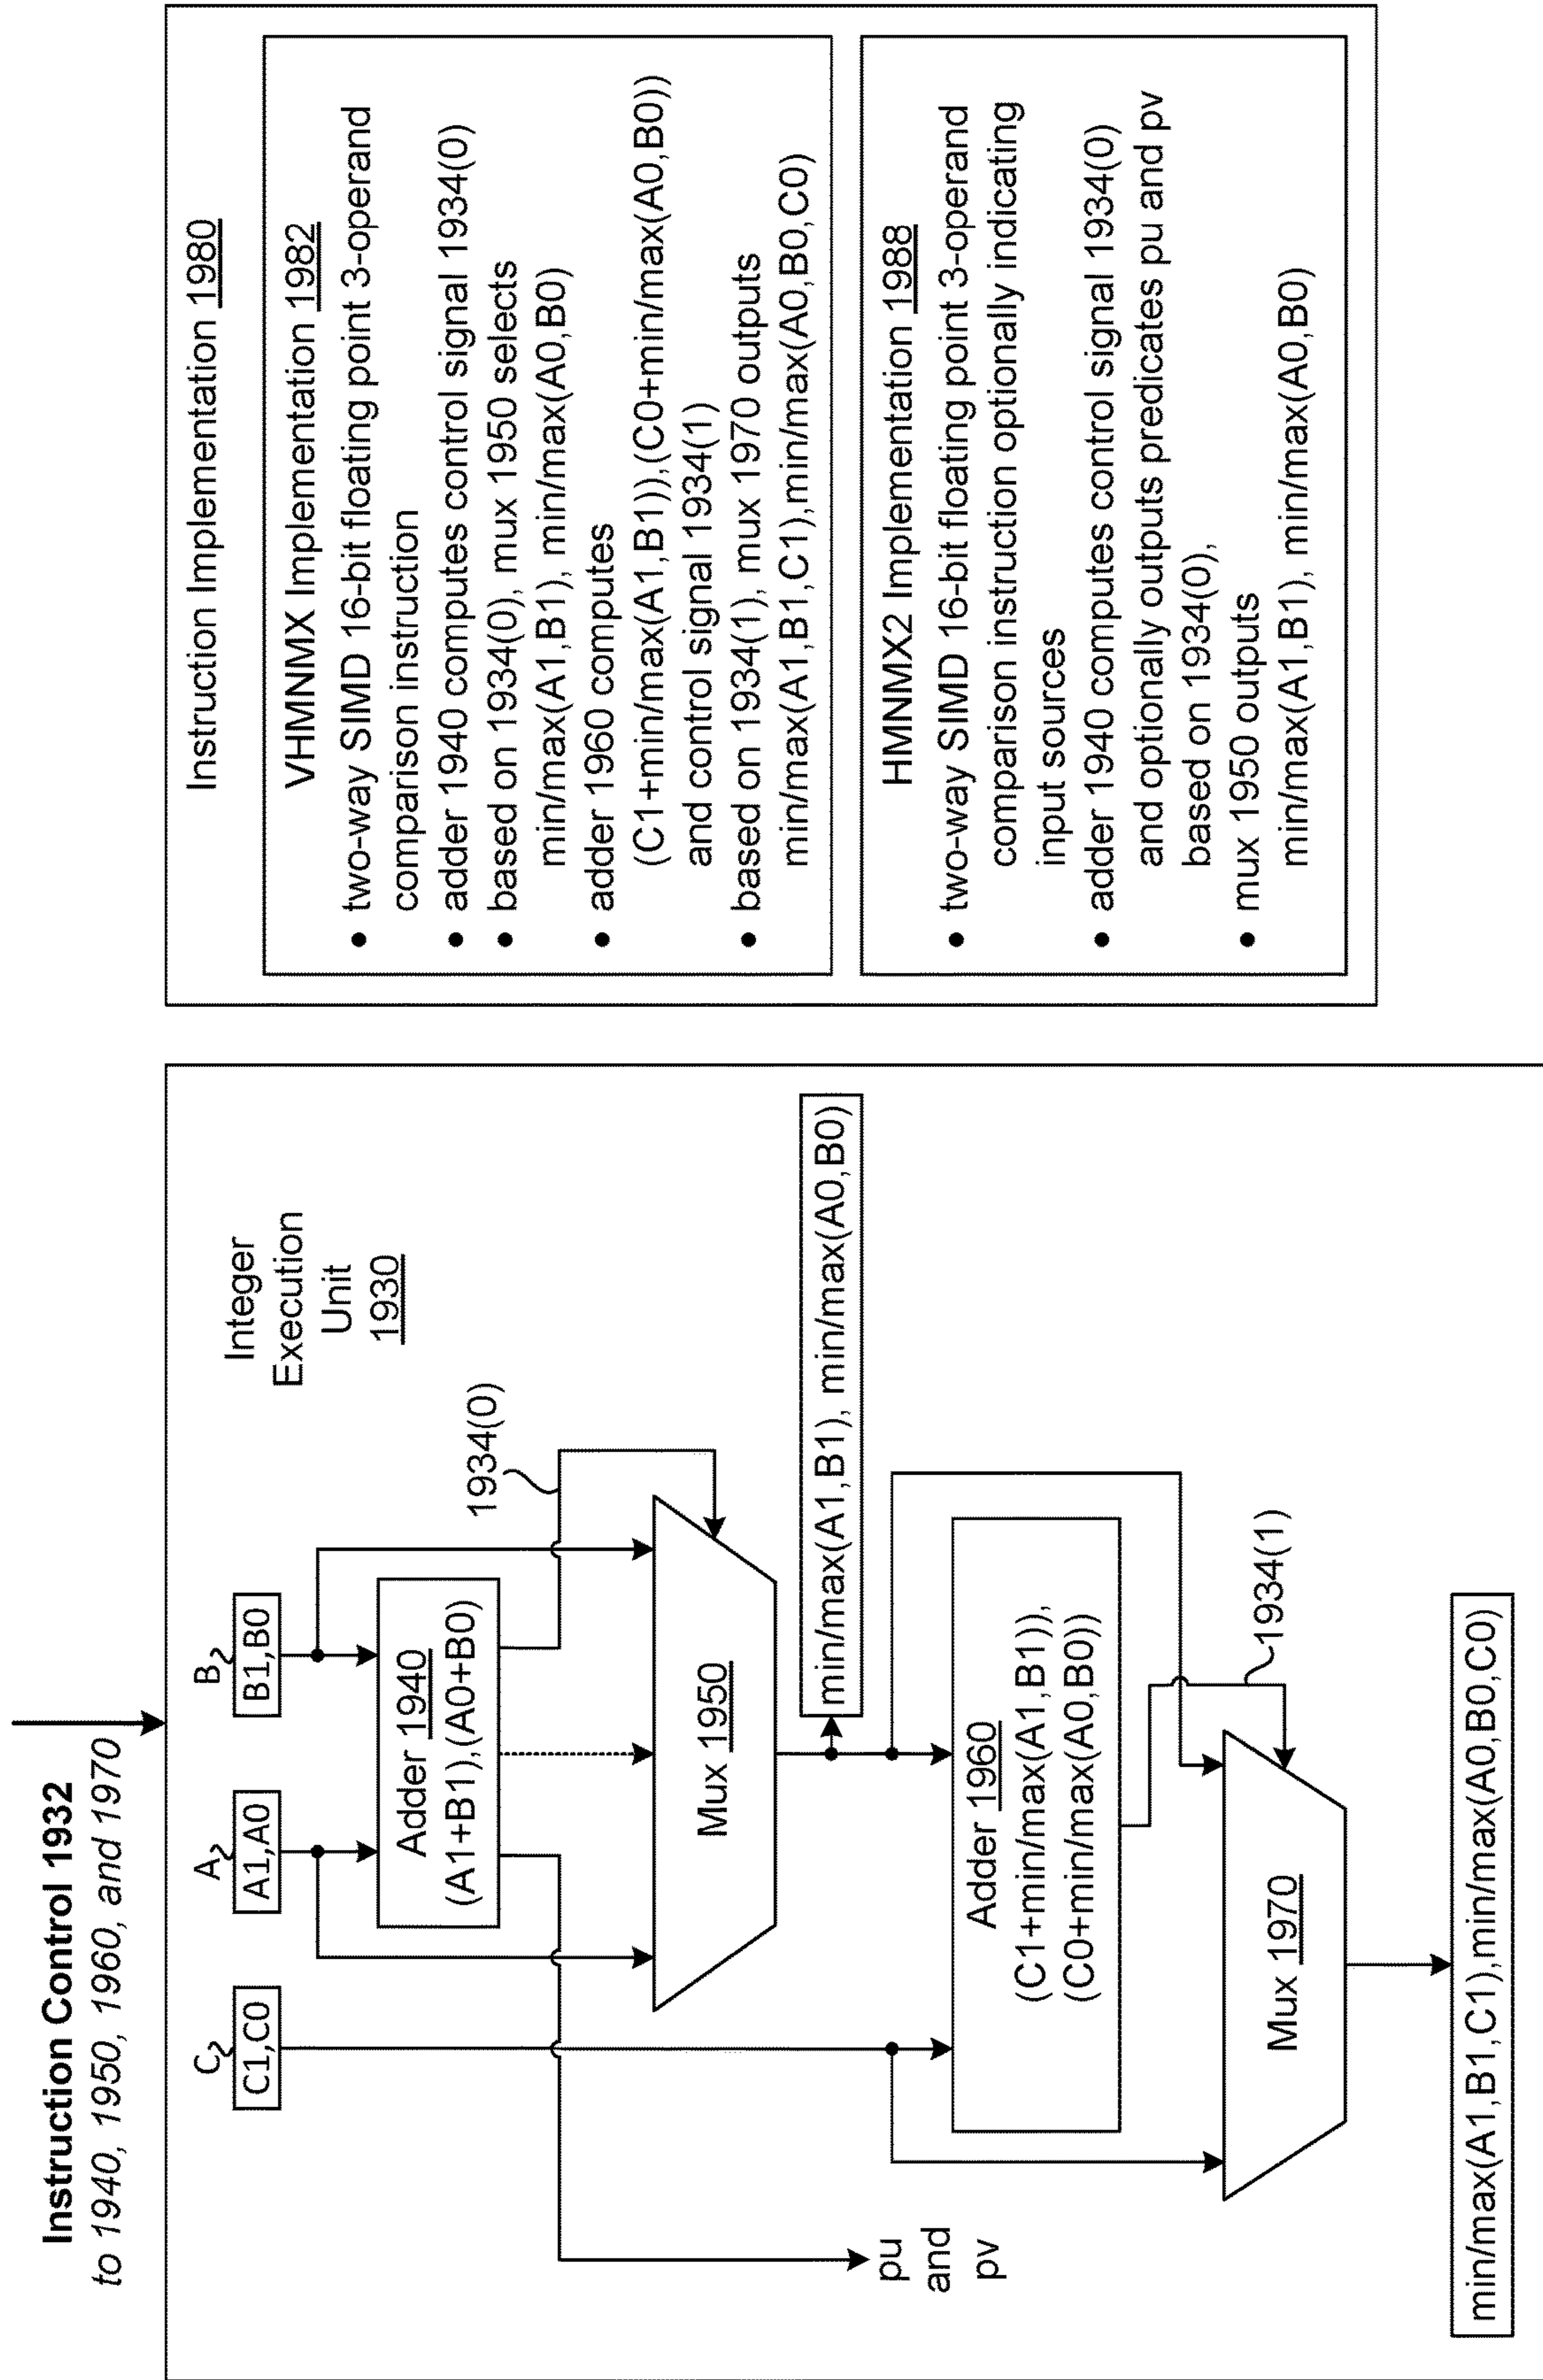 Instruction Control 1932
to 1940, 1950, 1960, and 1970
Integer
Execution
Unit
1930
C
A
B
C1,C0
A1,A0
B1,B0
Adder 1940
(A1+B1),(A0+B0)
1934(0)
Mux 1950
min/max(A1,B1), min/max(A0,B0)
pu
and
pv
Adder 1960
(C1+min/max(A1,B1)),
(C0+min/max(A0,B0))
1934(1)
Mux 1970
min/max(A1,B1,C1),min/max(A0,B0,C0)
Instruction Implementation 1980
VHMNMX Implementation 1982
• two-way SIMD 16-bit floating point 3-operand
comparison instruction
• adder 1940 computes control signal 1934(0)
• based on 1934(0), mux 1950 selects
min/max(A1,B1), min/max(A0,B0)
• adder 1960 computes
(C1+min/max(A1,B1)),(C0+min/max(A0,B0))
and control signal 1934(1)
• based on 1934(1), mux 1970 outputs
min/max(A1,B1,C1),min/max(A0,B0,C0)
HMNMX2 Implementation 1988
• two-way SIMD 16-bit floating point 3-operand
comparison instruction optionally indicating
input sources
• adder 1940 computes control signal 1934(0)
and optionally outputs predicates pu and pv
based on 1934(0),
• mux 1950 outputs
min/max(A1,B1), min/max(A0,B0)